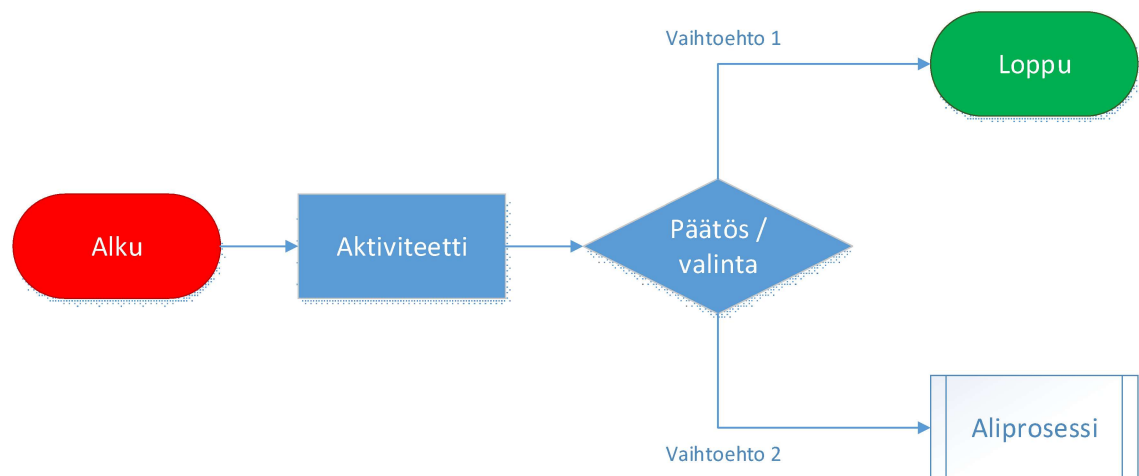 Vaihtoehto 1
Loppu
Alku
Aktiviteetti
Päätös /
valinta
Aliprosessi
Vaihtoehto 2